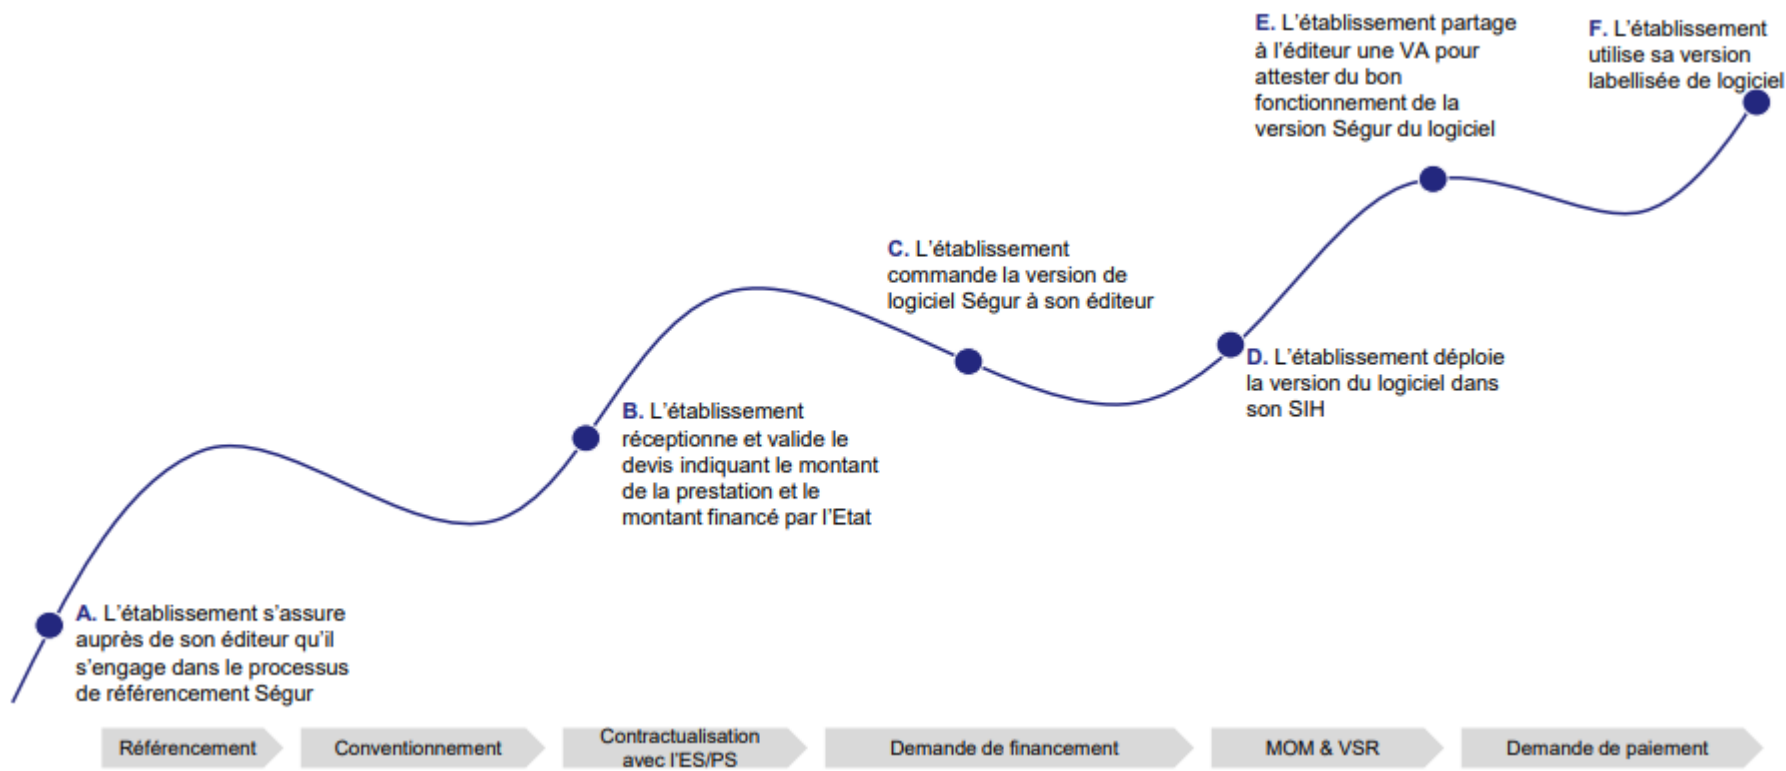 E. L'établissement partage
à l'éditeur une VA pour
attester du bon
fonctionnement de la
version Ségur du logiciel
F. L'établissement
utilise sa version
labellisée de logiciel
C. L'établissement
commande la version de
logiciel Ségur à son éditeur
D. L'établissement déploie
la version du logiciel dans
son SIH
B. L'établissement
réceptionne et valide le
devis indiquant le montant
de la prestation et le
montant financé par l'Etat
A. L'établissement s'assure
auprès de son éditeur qu'il
s'engage dans le processus
de référencement Ségur
Référencement
Conventionnement
Contractualisation
avec l'ES/PS
Demande de financement
MOM & VSR
Demande de paiement